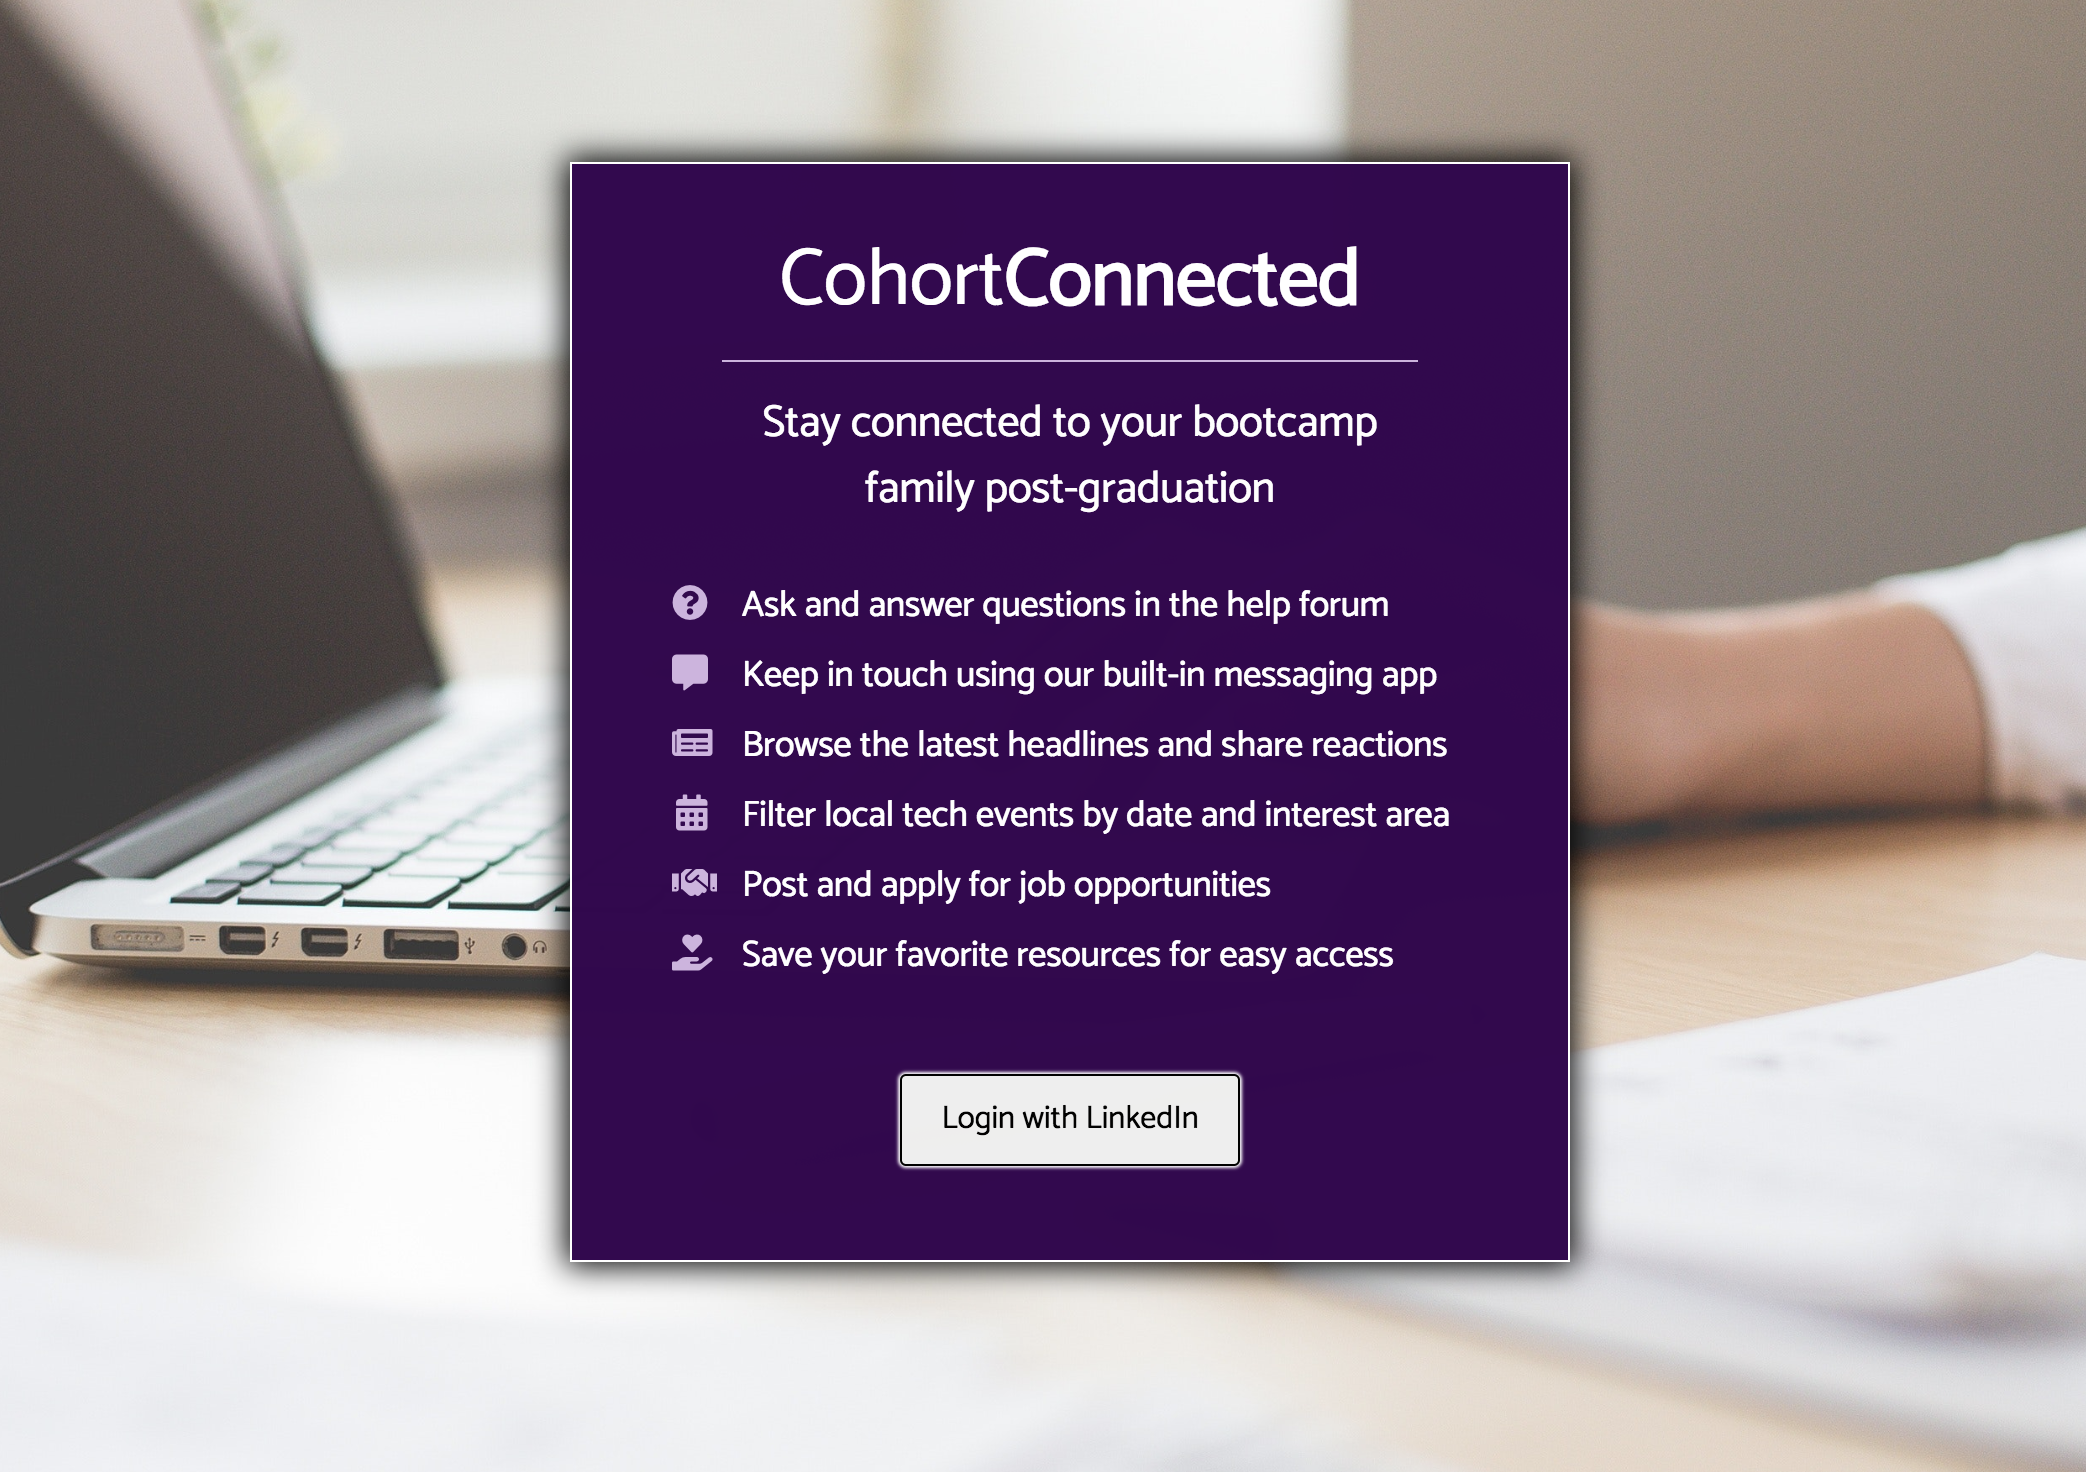 CohortConnected
Stay connected to your bootcamp
family post-graduation
Ask and answer questions in the help forum
Keep in touch using our built-in messaging app
Browse the latest headlines and share reactions
Filter local tech events by date and interest area
Post and apply for job opportunities
Save your favorite resources for easy access
Login with LinkedIn